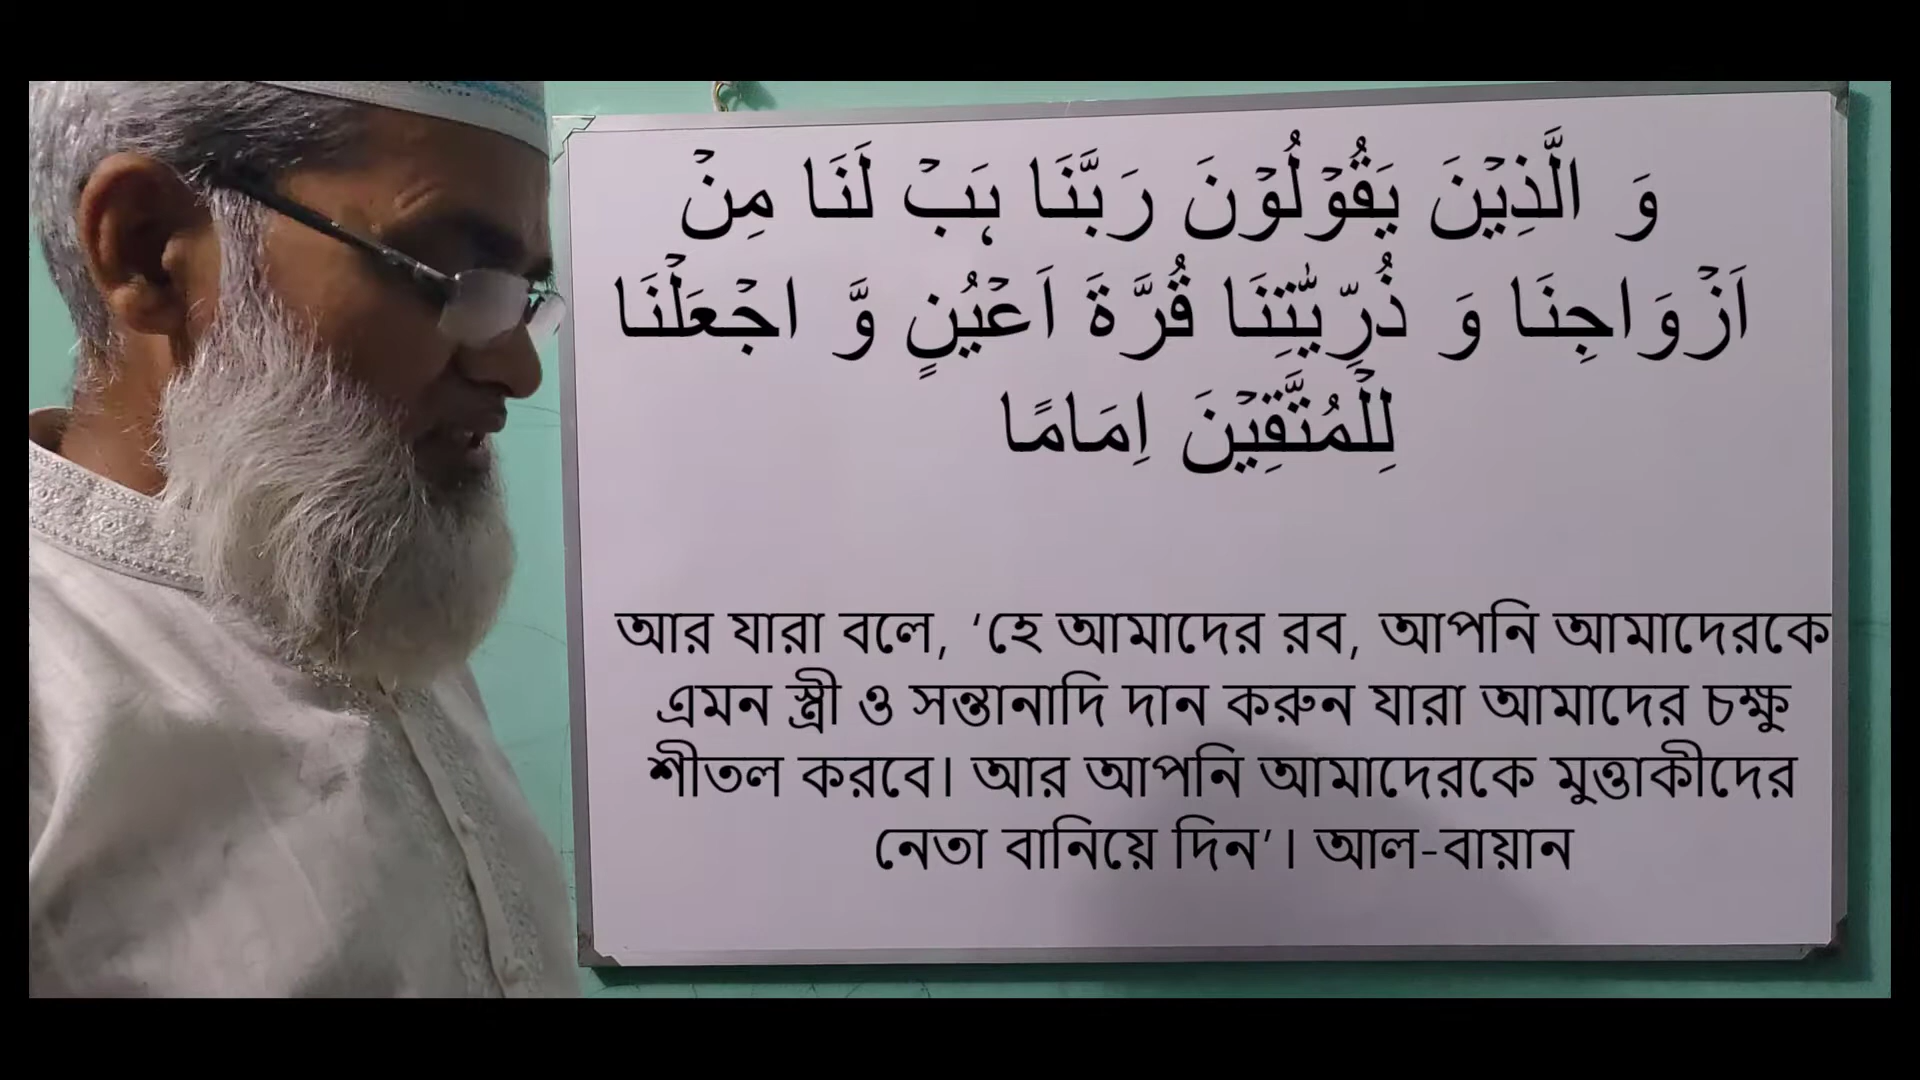 وَ الَّذِیۡنَ یَقُوۡلُوۡنَ رَبَّنَا ہَبۡ لَنَا مِنۡ
اَزۡوَاجِنَا وَ ذُرِّیّٰتِنَا قُرَّۃَ اَعۡیُنٍ وَّ اجۡعَلۡنَا
لِلۡمُتَّقِیۡنَ اِمَامًا
আর যারা বলে, ‘হে আমাদের রব, আপনি আমাদেরকে
এমন স্ত্রী ও সন্তানাদি দান করুন যারা আমাদের চক্ষু
শীতল করবে। আর আপনি আমাদেরকে মুত্তাকীদের
নেতা বানিয়ে দিন’। আল-বায়ান